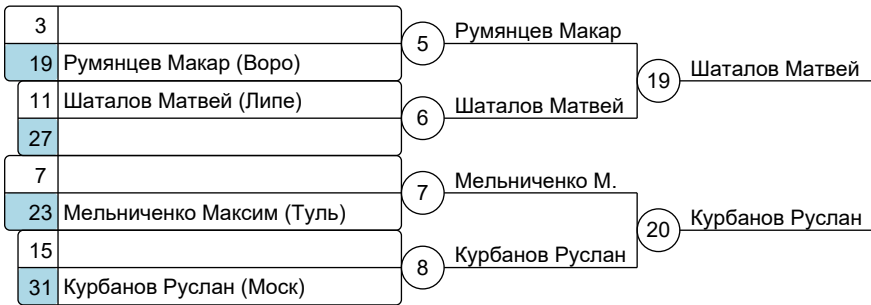 3
19 Румянцев Макар (Воро)
5 Румянцев Макар
11 Шаталов Матвей (Липе)
27
6 Шаталов Матвей
19 Шаталов Матвей
7
23 Мельниченко Максим (Туль)
7 Мельниченко М.
15
31 Курбанов Руслан (Моск)
8 Курбанов Руслан
20 Курбанов Руслан